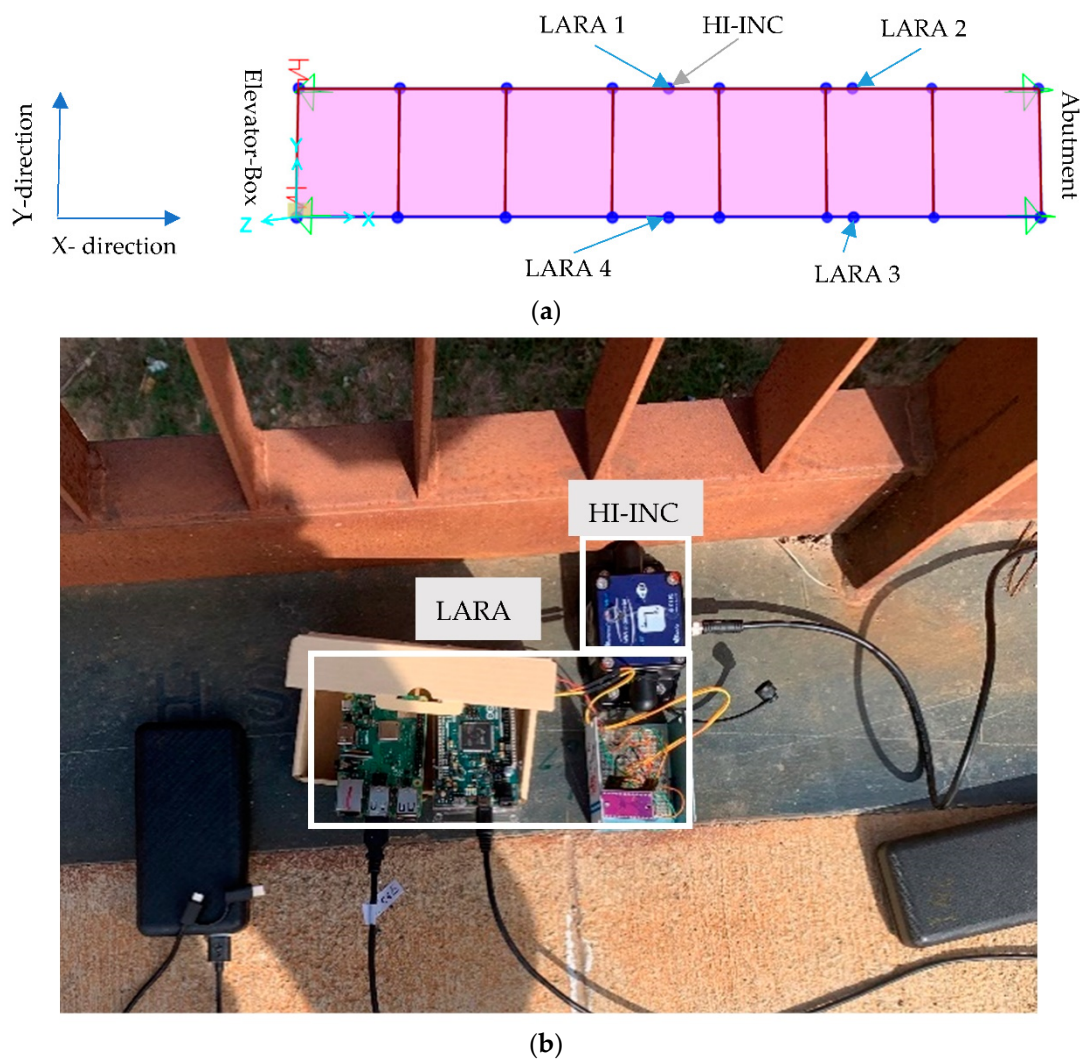 (a)
LARA 1
HI-INC
LARA 2
Elevator-Box
Abutment
Y-direction
X- direction
Y
Z
X
LARA 4
LARA 3
HI-INC
LARA
H S
(b)